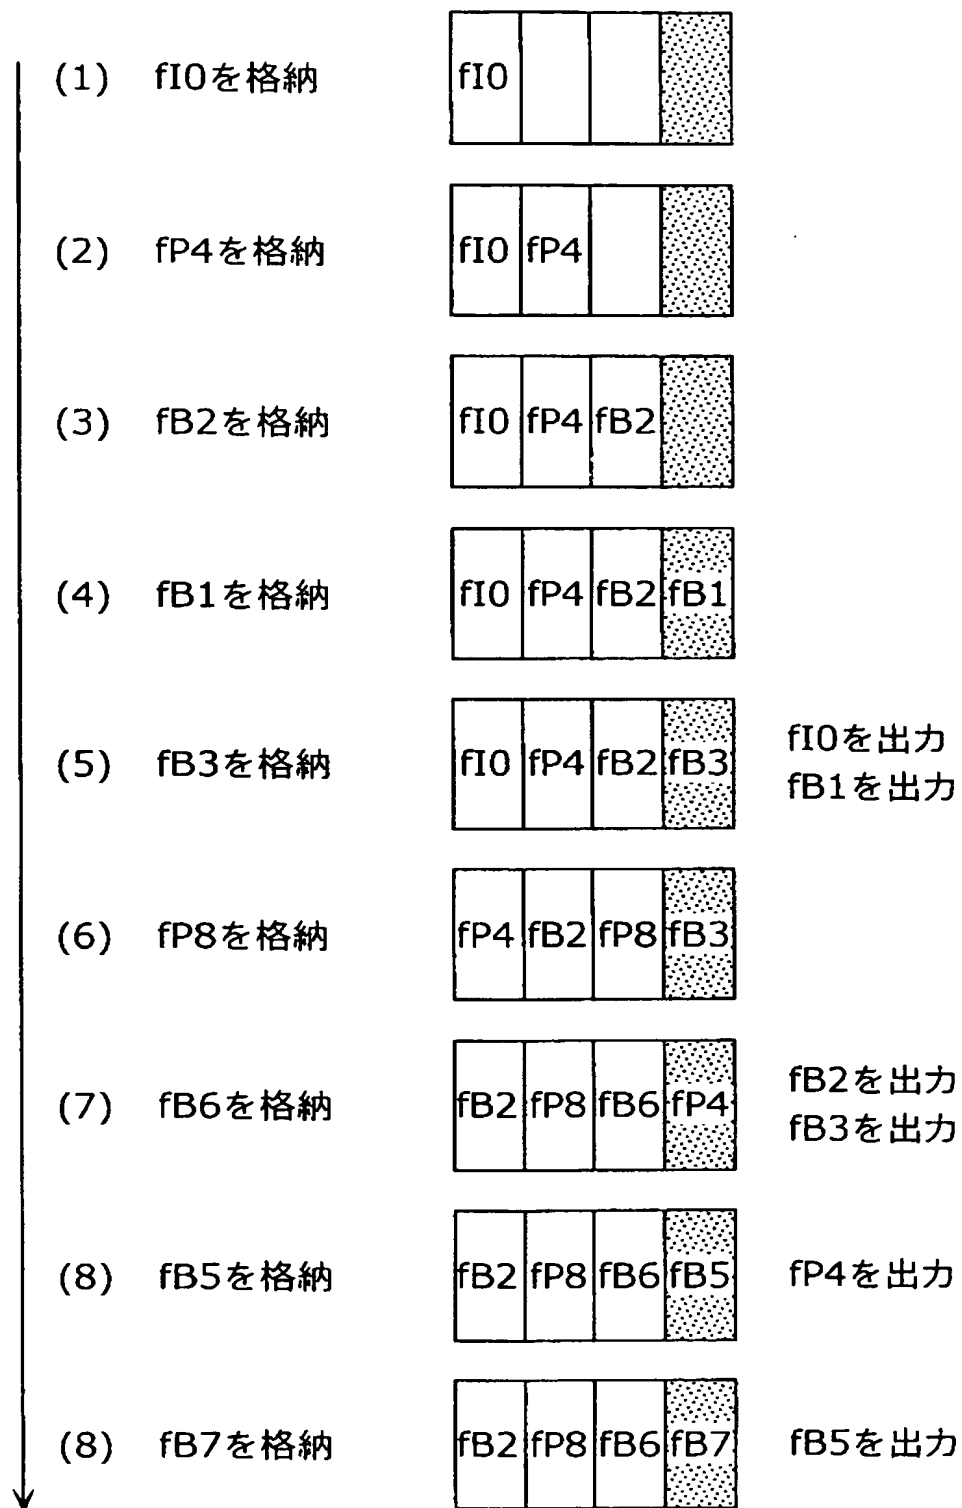 (1) fI0を格納 fI0
(2) fP4を格納 fI0 fP4
(3) fB2を格納 fI0 fP4 fB2
(4) fB1を格納 fI0 fP4 fB2 fB1
(5) fB3を格納 fI0 fP4 fB2 fB3 fI0を出力
fB1を出力
(6) fP8を格納 fP4 fB2 fP8 fB3
(7) fB6を格納 fB2 fP8 fB6 fP4 fB2を出力
fB3を出力
(8) fB5を格納 fB2 fP8 fB6 fB5 fP4を出力
(8) fB7を格納 fB2 fP8 fB6 fB7 fB5を出力